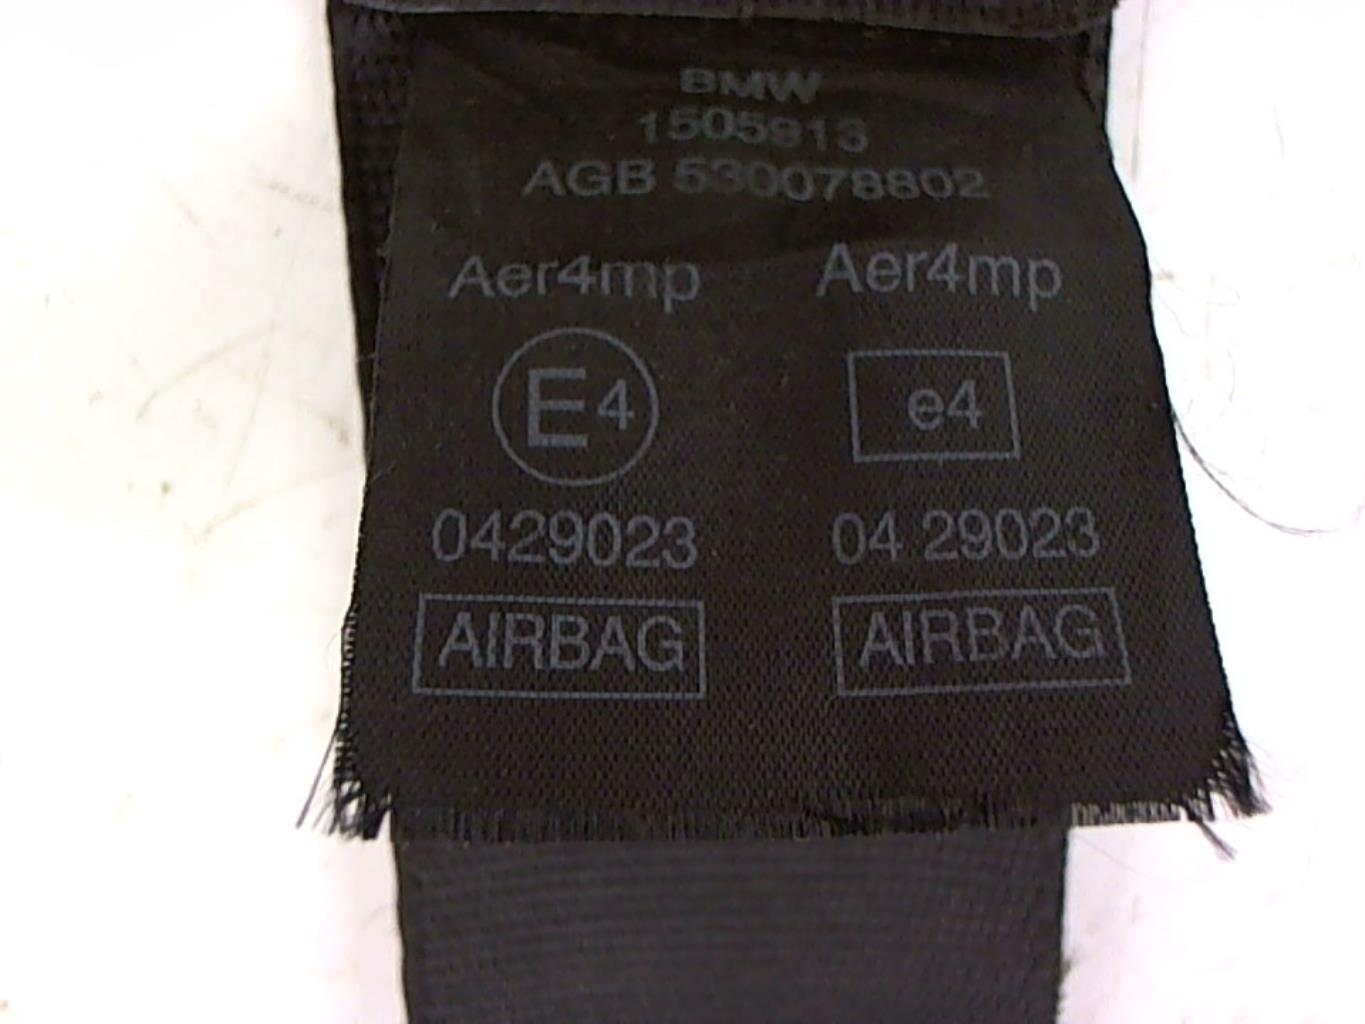 BMW
1505913
AGB 530078802
Aer4mp Aer4mp
E4 e4
0429023 04 29023
AIRBAG AIRBAG